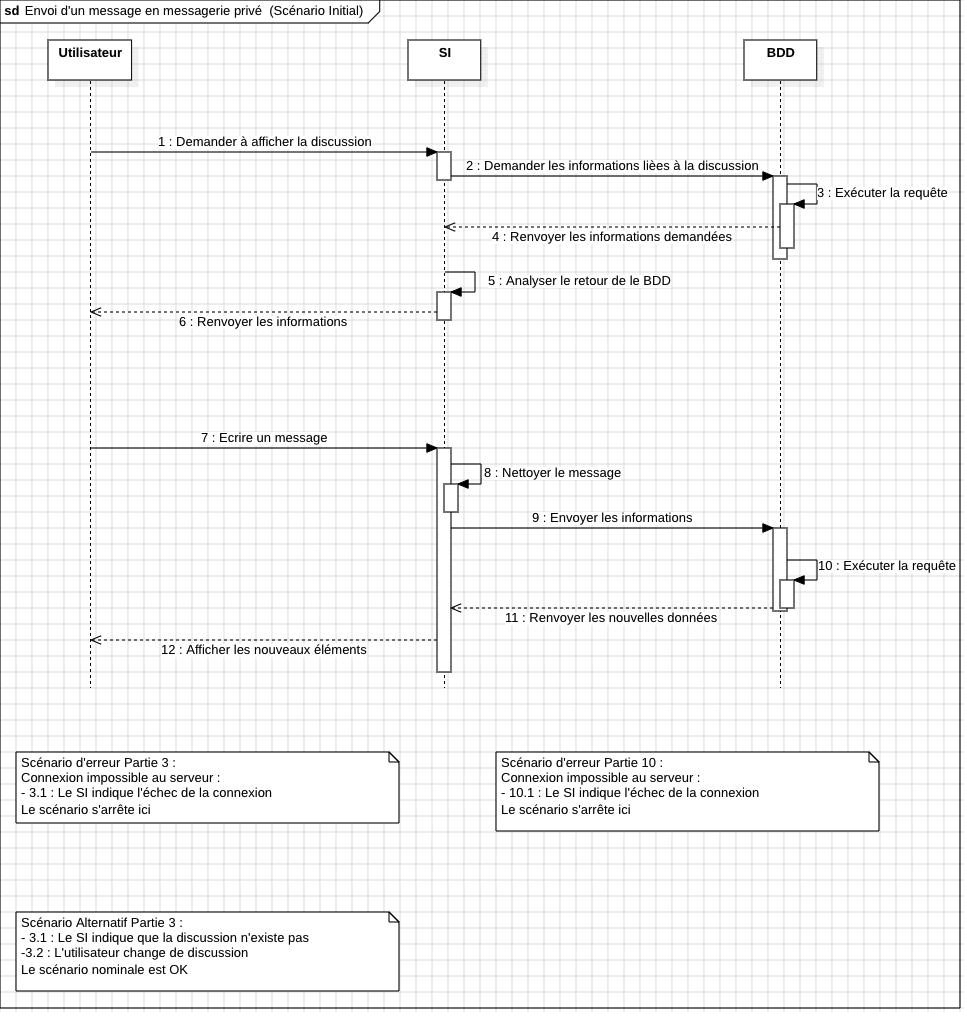 sd Envoi d'un message en messagerie privé (Scénario Initial)
Utilisateur
SI
BDD
1 : Demander à afficher la discussion
2 : Demander les informations lièes à la discussion
3 : Exécuter la requête
4 : Renvoyer les informations demandées
5 : Analyser le retour de le BDD
6 : Renvoyer les informations
7 : Ecrire un message
8 : Nettoyer le message
9 : Envoyer les informations
10 : Exécuter la requête
11 : Renvoyer les nouvelles données
12 : Afficher les nouveaux éléments
Scénario d'erreur Partie 3 :
Connexion impossible au serveur :
- 3.1 : Le SI indique l'échec de la connexion
Le scénario s'arrête ici
Scénario d'erreur Partie 10 :
Connexion impossible au serveur :
- 10.1 : Le SI indique l'échec de la connexion
Le scénario s'arrête ici
Scénario Alternatif Partie 3 :
- 3.1 : Le SI indique que la discussion n'existe pas
-3.2 : L'utilisateur change de discussion
Le scénario nominale est OK